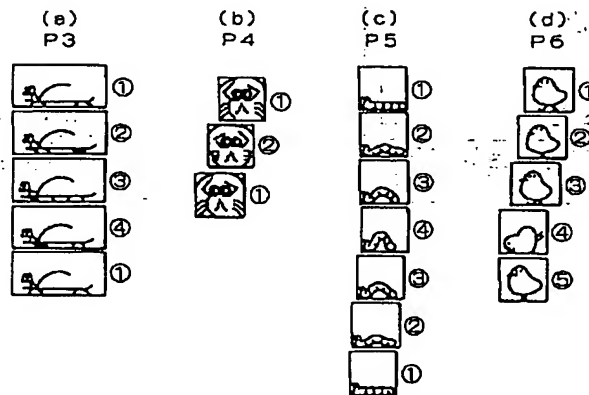 (a) (b) (c) (d)
P3 P4 P5 P6
① ① ① ①
② ② ② ②
③ ① ③ ③
④ ④ ④
① ③ ⑤
②
①